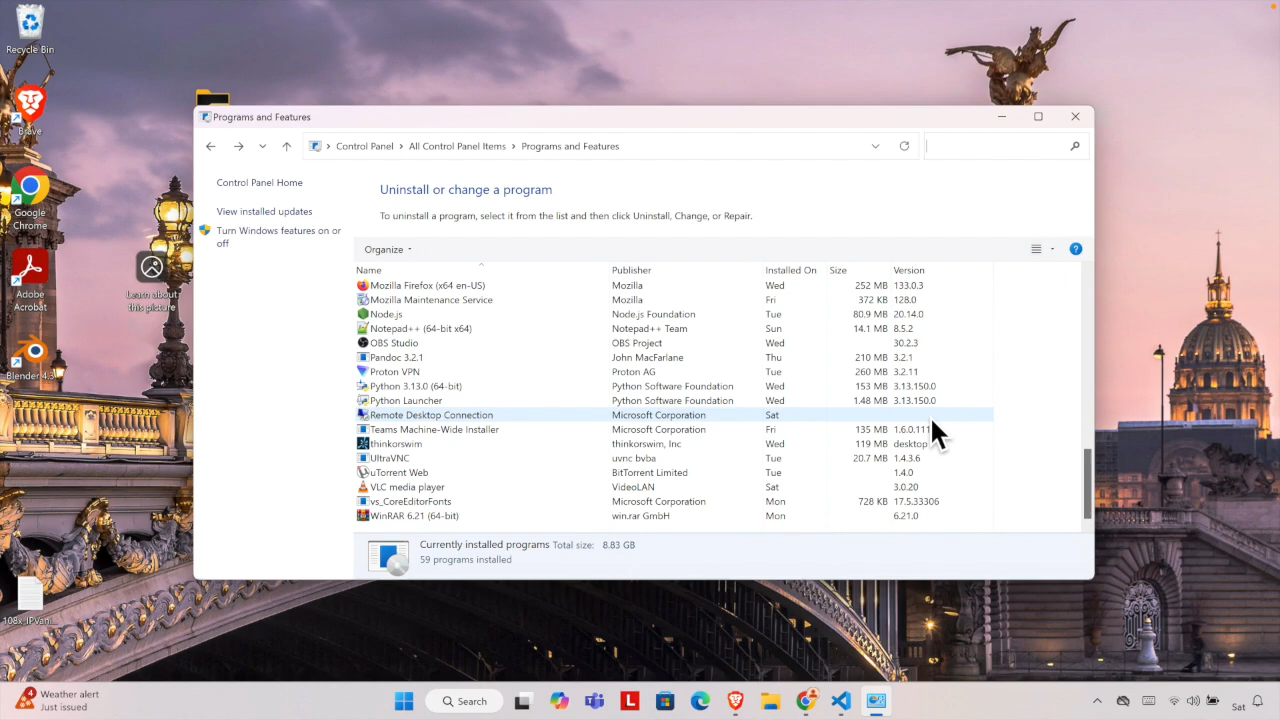 Recycle Bin
Brave
Google
Chrome
Adobe
Acrobat
Learn about
this picture
Blender 4.3
108x_IPVani...
Programs and Features
Control Panel > All Control Panel Items > Programs and Features
Control Panel Home
View installed updates
Turn Windows features on or
off
Uninstall or change a program
To uninstall a program, select it from the list and then click Uninstall, Change, or Repair.
Organize
Name Publisher Installed On Size Version
Mozilla Firefox (x64 en-US) Mozilla Wed 252 MB 133.0.3
Mozilla Maintenance Service Mozilla Fri 372 KB 128.0
Node.js Node.js Foundation Tue 80.9 MB 20.14.0
Notepad++ (64-bit x64) Notepad++ Team Sun 14.1 MB 8.5.2
OBS Studio OBS Project Wed 30.2.3
Pandoc 3.2.1 John MacFarlane Thu 210 MB 3.2.1
Proton VPN Proton AG Tue 260 MB 3.2.11
Python 3.13.0 (64-bit) Python Software Foundation Wed 153 MB 3.13.150.0
Python Launcher Python Software Foundation Wed 1.48 MB 3.13.150.0
Remote Desktop Connection Microsoft Corporation Sat
Teams Machine-Wide Installer Microsoft Corporation Fri 135 MB 1.6.0.111
thinkorswim thinkorswim, Inc Wed 119 MB desktop
UltraVNC uvnc bvba Tue 20.7 MB 1.4.3.6
uTorrent Web BitTorrent Limited Tue 1.4.0
VLC media player VideoLAN Sat 3.0.20
vs_CoreEditorFonts Microsoft Corporation Mon 728 KB 17.5.33306
WinRAR 6.21 (64-bit) win.rar GmbH Mon 6.21.0
Currently installed programs Total size: 8.83 GB
59 programs installed
4
Weather alert
Just issued
Search
L
Sat